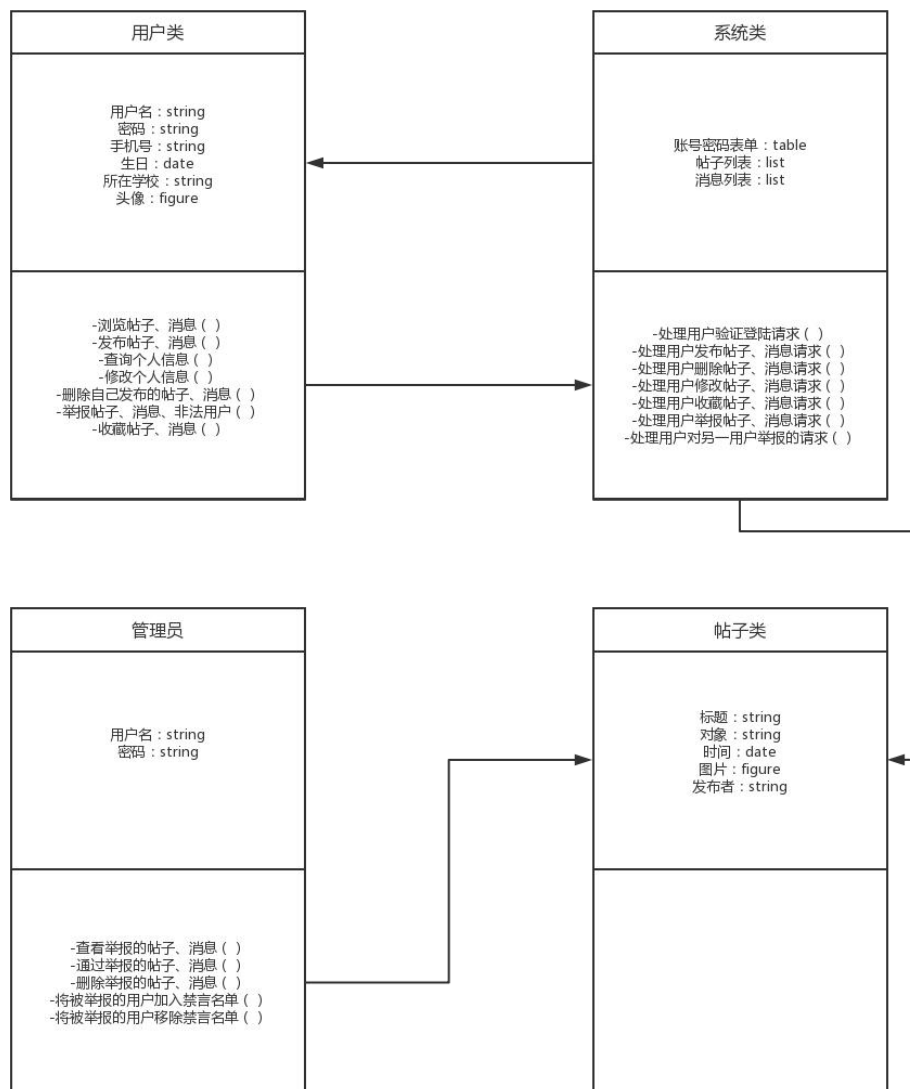 用户类
用户名：string
密码：string
手机号：string
生日：date
所在学校：string
头像：figure
-浏览帖子、消息（ ）
-发布帖子、消息（ ）
-查询个人信息（ ）
-修改个人信息（ ）
-删除自己发布的帖子、消息（ ）
-举报帖子、消息、非法用户（ ）
-收藏帖子、消息（ ）
系统类
账号密码表单：table
帖子列表：list
消息列表：list
-处理用户验证登陆请求（ ）
-处理用户发布帖子、消息请求（ ）
-处理用户删除帖子、消息请求（ ）
-处理用户修改帖子、消息请求（ ）
-处理用户收藏帖子、消息请求（ ）
-处理用户举报帖子、消息请求（ ）
-处理用户对另一用户举报的请求（ ）
管理员
用户名：string
密码：string
-查看举报的帖子、消息（ ）
-通过举报的帖子、消息（ ）
-删除举报的帖子、消息（ ）
-将被举报的用户加入禁言名单（ ）
-将被举报的用户移除禁言名单（ ）
帖子类
标题：string
对象：string
时间：date
图片：figure
发布者：string